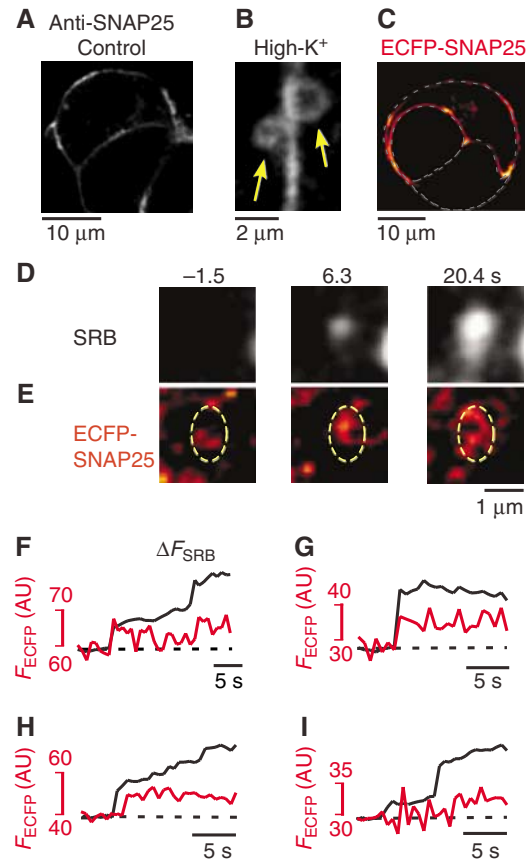 A
Anti-SNAP25
Control
10 μm
B
High-K+
2 μm
C
ECFP-SNAP25
10 μm
D
−1.5
6.3
20.4 s
SRB
E
ECFP-
SNAP25
1 μm
F
ΔF_SRB
70
F_ECFP (AU)
60
5 s
G
40
F_ECFP (AU)
30
5 s
H
60
F_ECFP (AU)
40
5 s
I
35
F_ECFP (AU)
30
5 s